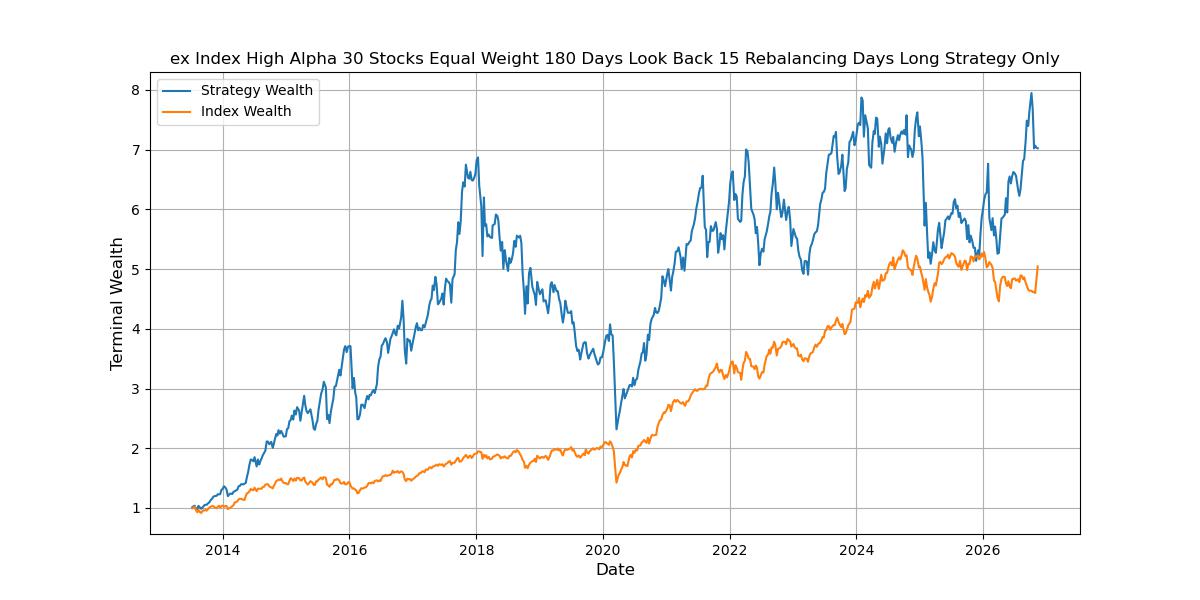 ex Index High Alpha 30 Stocks Equal Weight 180 Days Look Back 15 Rebalancing Days Long Strategy Only
Strategy Wealth
Index Wealth
8
7
6
5
4
3
2
1
Terminal Wealth
2014 2016 2018 2020 2022 2024 2026
Date